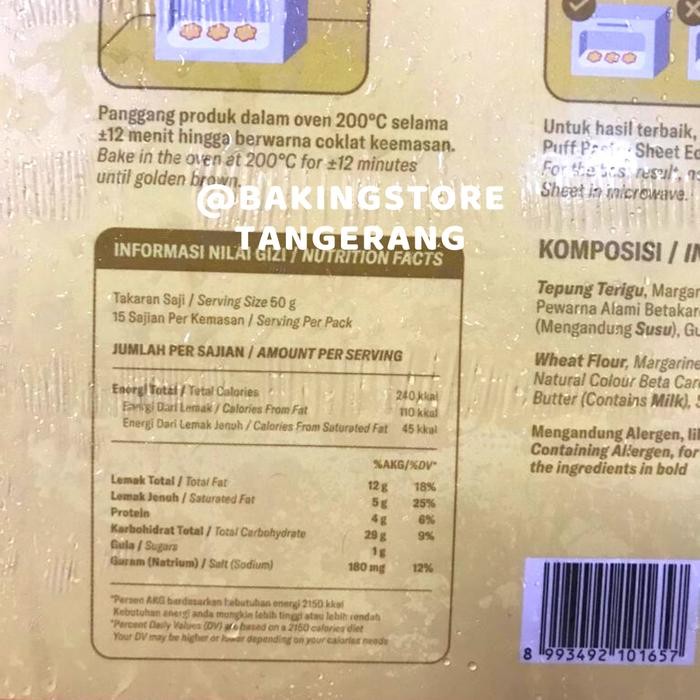 Panggang produk dalam oven 200°C selama
±12 menit hingga berwarna coklat keemasan.
Bake in the oven at 200°C for ±12 minutes
until golden brown.
@BAKINGSTORE
TANGERANG
INFORMASI NILAI GIZI / NUTRITION FACTS
Takaran Saji / Serving Size 50 g
15 Sajian Per Kemasan / Serving Per Pack
JUMLAH PER SAJIAN / AMOUNT PER SERVING
Energi Total / Total Calories 240 kkal
Energi Dari Lemak / Calories From Fat 110 kkal
Energi Dari Lemak Jenuh / Calories From Saturated Fat 45 kkal
%AKG/%DV*
Lemak Total / Total Fat 12 g 18%
Lemak Jenuh / Saturated Fat 5 g 25%
Protein 4 g 6%
Karbohidrat Total / Total Carbohydrate 29 g 9%
Gula / Sugars 1 g
Garam (Natrium) / Salt (Sodium) 180 mg 12%
*Persen AKG berdasarkan kebutuhan energi 2150 kkal
Kebutuhan energi anda mungkin lebih tinggi atau lebih rendah
*Percent Daily Values (DV) are based on a 2150 calories diet
Your DV may be higher or lower depending on your calories needs
Untuk hasil terbaik,
Puff Pastry Sheet
For the best result,
Sheet in microwave.
KOMPOSISI /
Tepung Terigu,
Pewarna Alami
(Mengandung Susu),
Wheat Flour, Margarine
Natural Colour Beta
Butter (Contains Milk),
Mengandung Alergen,
Containing Allergen, for
the ingredients in bold
8 993492 101657